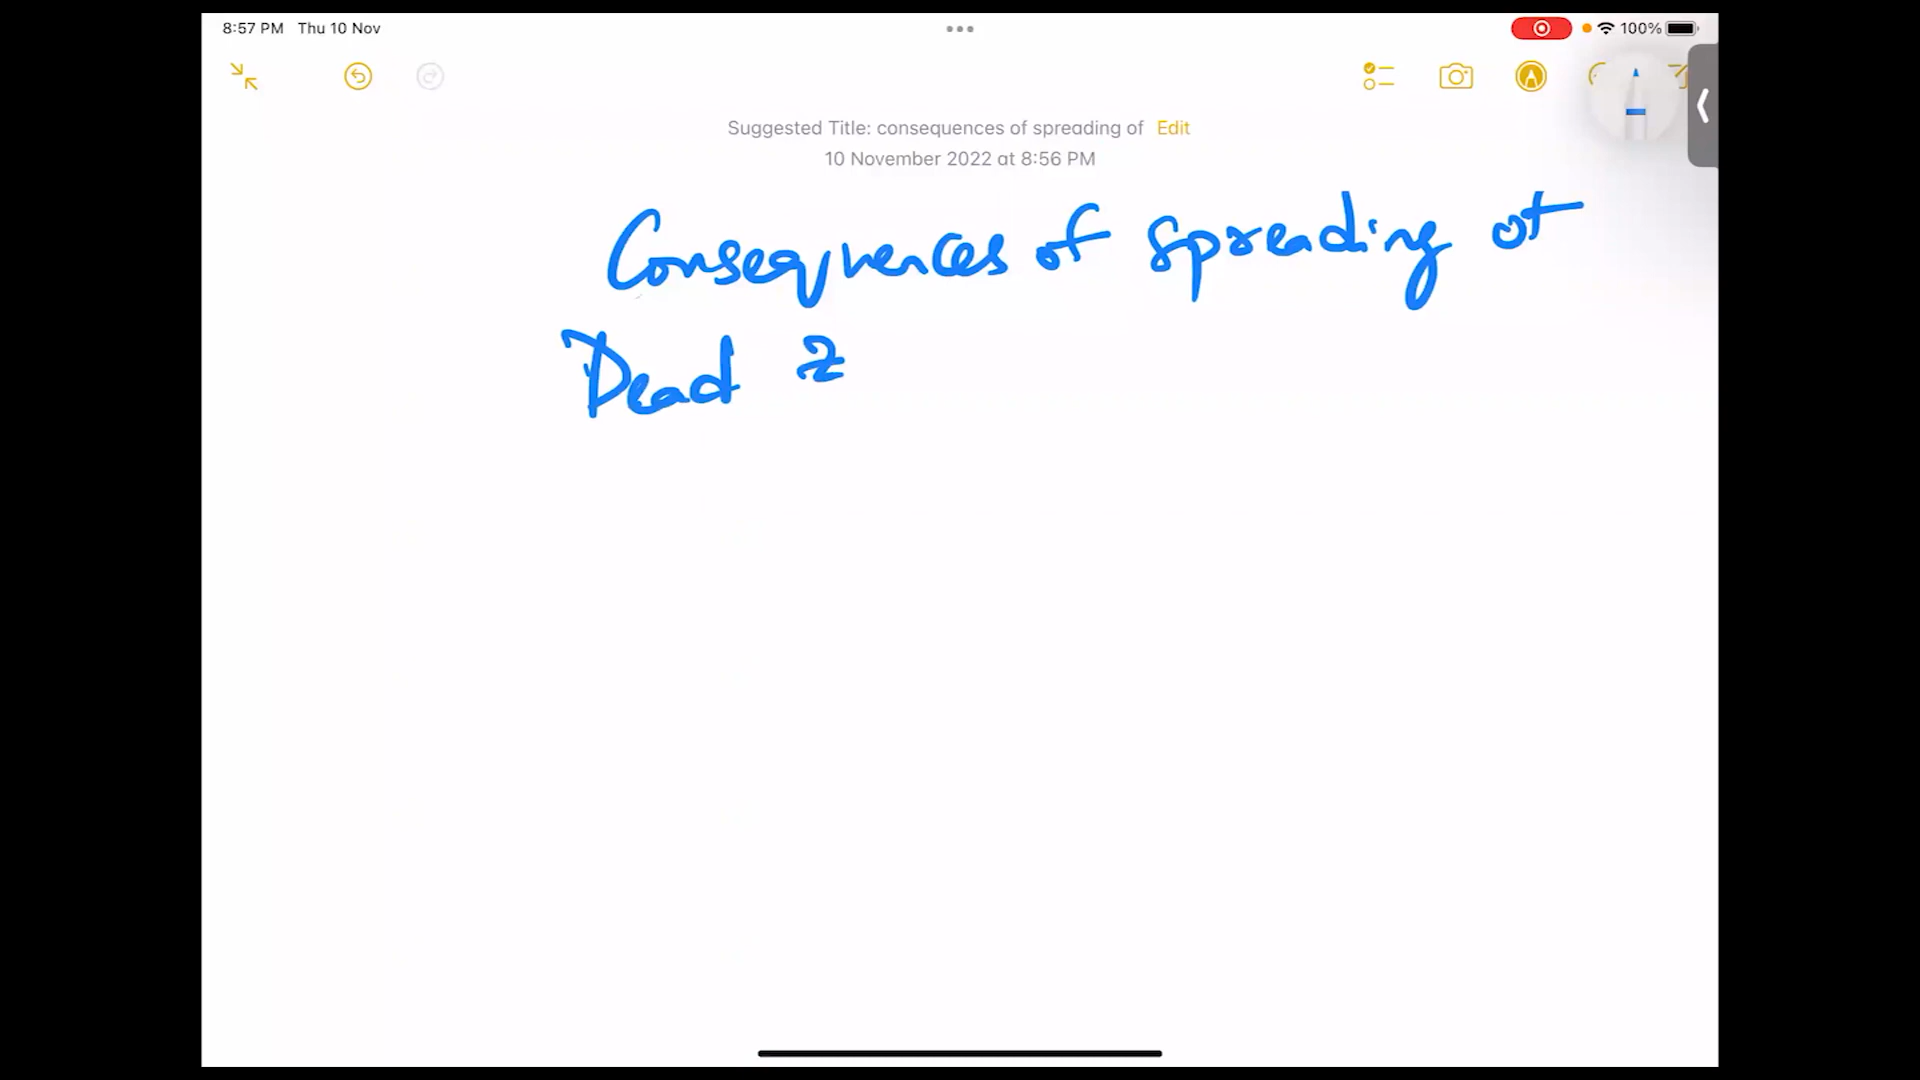 8:57 PM Thu 10 Nov
100%
Suggested Title: consequences of spreading of Edit
10 November 2022 at 8:56 PM
Consequences of spreading of
Dead z